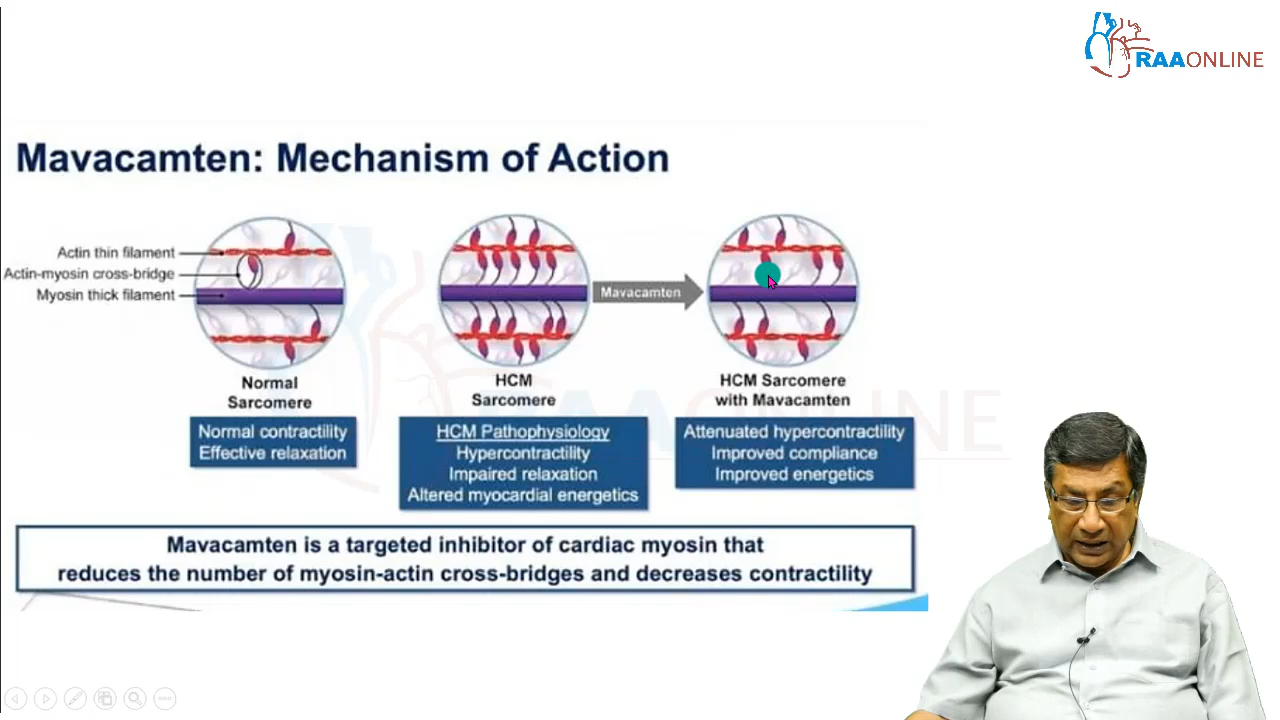 RAAONLINE
Mavacamten: Mechanism of Action
Actin thin filament
Actin-myosin cross-bridge
Myosin thick filament
Mavacamten
Normal
Sarcomere
HCM
Sarcomere
HCM Sarcomere
with Mavacamten
Normal contractility
Effective relaxation
HCM Pathophysiology
Hypercontractility
Impaired relaxation
Altered myocardial energetics
Attenuated hypercontractility
Improved compliance
Improved energetics
RAAONLINE
Mavacamten is a targeted inhibitor of cardiac myosin that
reduces the number of myosin-actin cross-bridges and decreases contractility